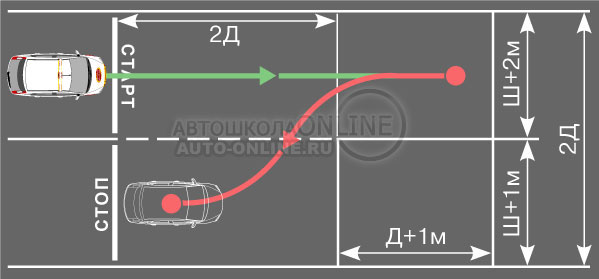 2Д
СТАРТ
Ш+2м
2Д
АВТОШКОЛА ONLINE
AUTO-ONLINE.RU
СТОП
Ш+1м
Д+1м